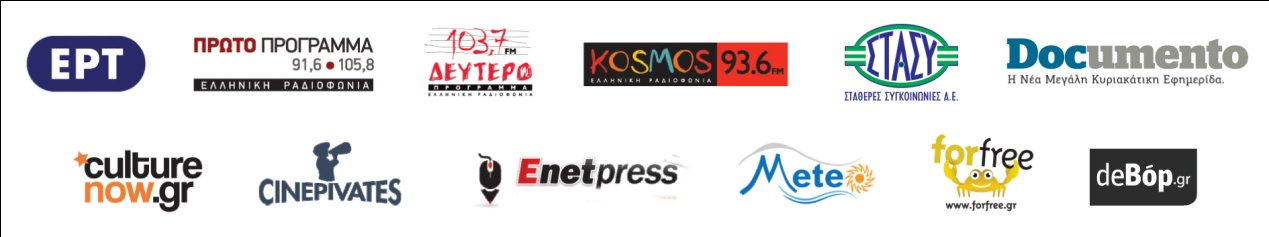 ΕΡΤ
ΠΡΩΤΟ ΠΡΟΓΡΑΜΜΑ
91,6 • 105,8
ΕΛΛΗΝΙΚΗ ΡΑΔΙΟΦΩΝΙΑ
103,7 FM
ΔΕΥΤΕΡΟ
ΠΡΟΓΡΑΜΜΑ
ΕΛΛΗΝΙΚΗ ΡΑΔΙΟΦΩΝΙΑ
KOSMOS 93.6 FM
ΕΛΛΗΝΙΚΗ ΡΑΔΙΟΦΩΝΙΑ
ΣΤΑΣΥ
ΣΤΑΘΕΡΕΣ ΣΥΓΚΟΙΝΩΝΙΕΣ Α.Ε.
Documento
Η Νέα Μεγάλη Κυριακάτικη Εφημερίδα.
culture
now.gr
CINEPIVATES
Enetpress
Meteo
forfree
www.forfree.gr
deBóp.gr